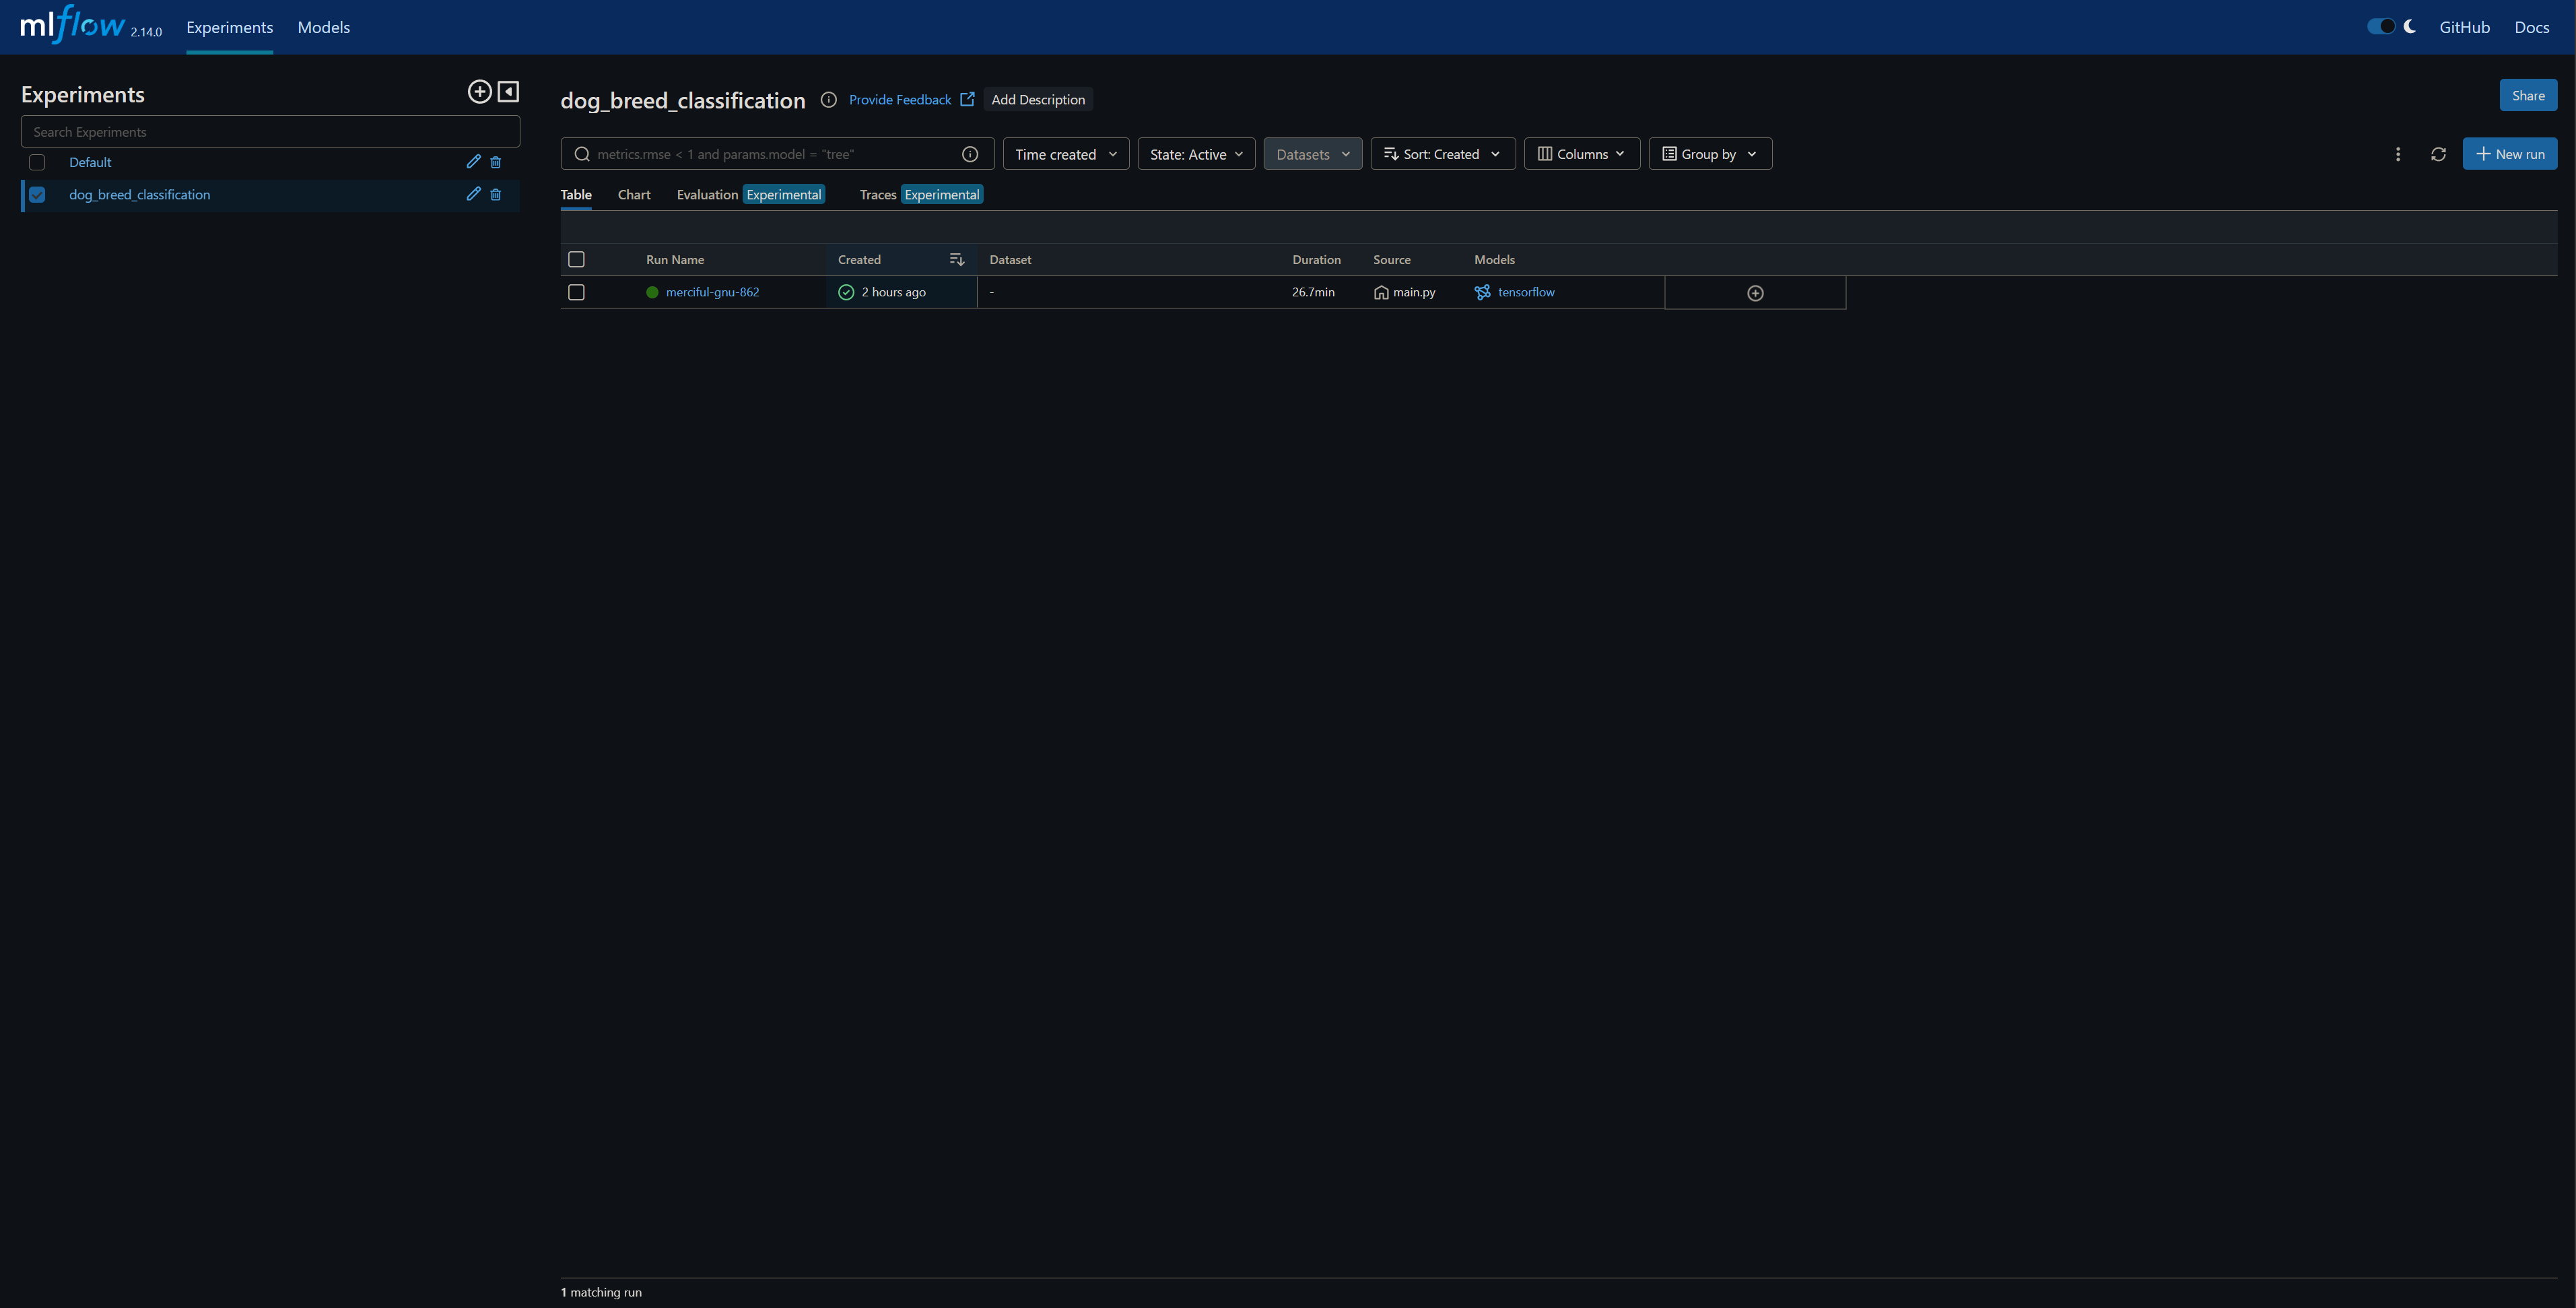 mlflow 2.14.0 Experiments Models GitHub Docs
Experiments
Search Experiments
Default
dog_breed_classification
dog_breed_classification Provide Feedback Add Description Share
metrics.rmse < 1 and params.model = "tree" Time created State: Active Datasets Sort: Created Columns Group by New run
Table Chart Evaluation Experimental Traces Experimental
Run Name Created Dataset Duration Source Models
merciful-gnu-862 2 hours ago - 26.7min main.py tensorflow
1 matching run